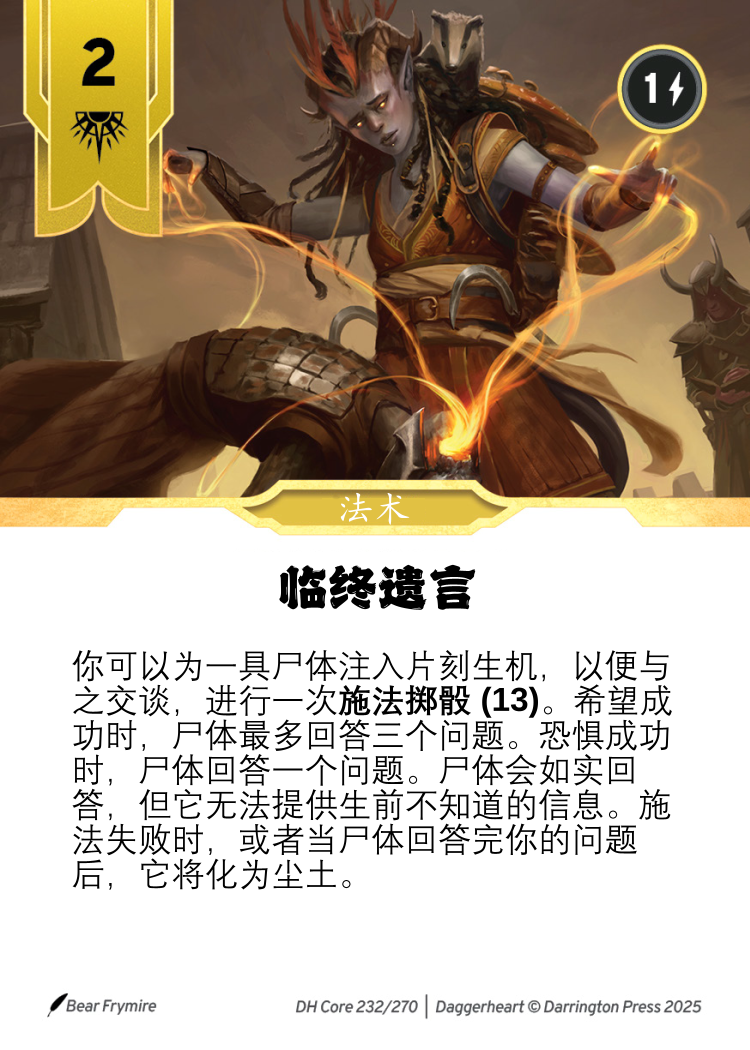 2
1
法术
临终遗言
你可以为一具尸体注入片刻生机，以便与
之交谈，进行一次施法掷骰 (13)。希望成
功时，尸体最多回答三个问题。恐惧成功
时，尸体回答一个问题。尸体会如实回
答，但它无法提供生前不知道的信息。施
法失败时，或者当尸体回答完你的问题
后，它将化为尘土。
Bear Frymire
DH Core 232/270 | Daggerheart © Darrington Press 2025